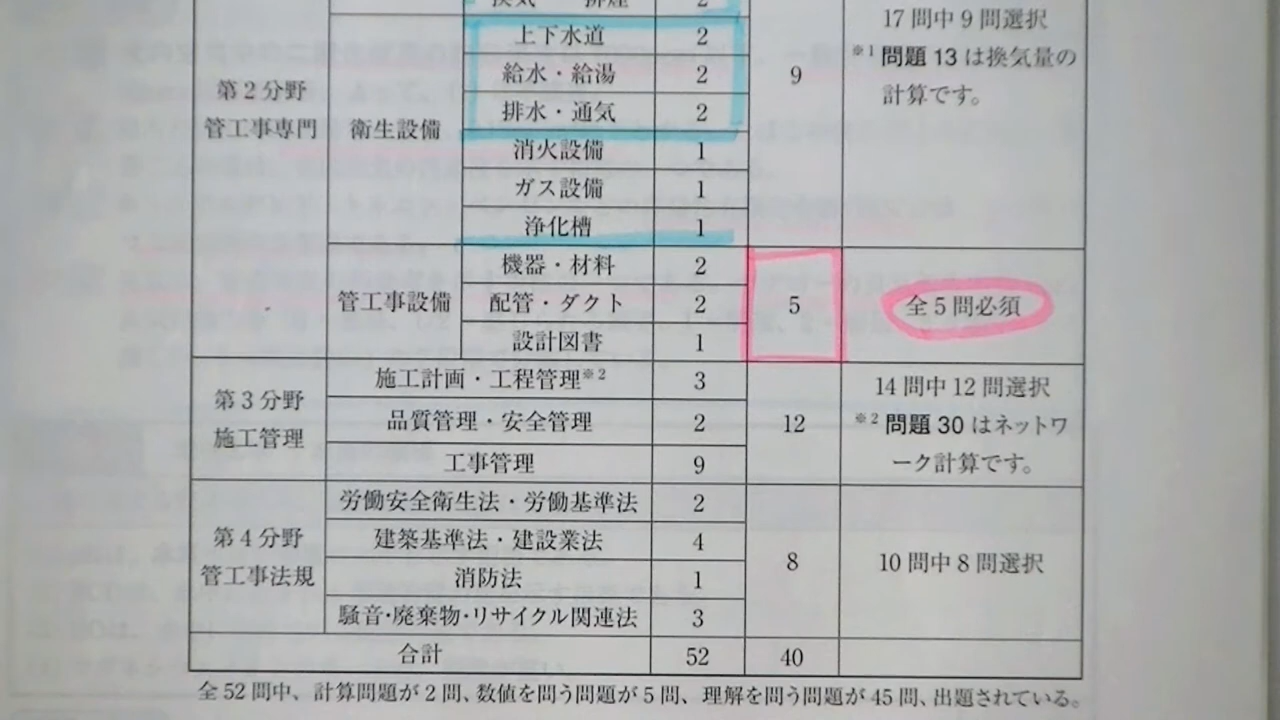 換気 排煙 2
17問中9問選択
※1 問題13は換気量の
計算です。
上下水道 2
給水・給湯 2
9
排水・通気 2
第2分野
管工事専門
衛生設備
消火設備 1
ガス設備 1
浄化槽 1
機器・材料 2
管工事設備 配管・ダクト 2 5 全5問必須
設計図書 1
第3分野
施工管理
施工計画・工程管理※2 3
品質管理・安全管理 2
工事管理 9
12
14問中12問選択
※2 問題30はネットワ
ーク計算です。
第4分野
管工事法規
労働安全衛生法・労働基準法 2
建築基準法・建設業法 4
消防法 1
騒音・廃棄物・リサイクル関連法 3
8
10問中8問選択
合計 52 40
全52問中、計算問題が2問、数値を問う問題が5問、理解を問う問題が45問、出題されている。